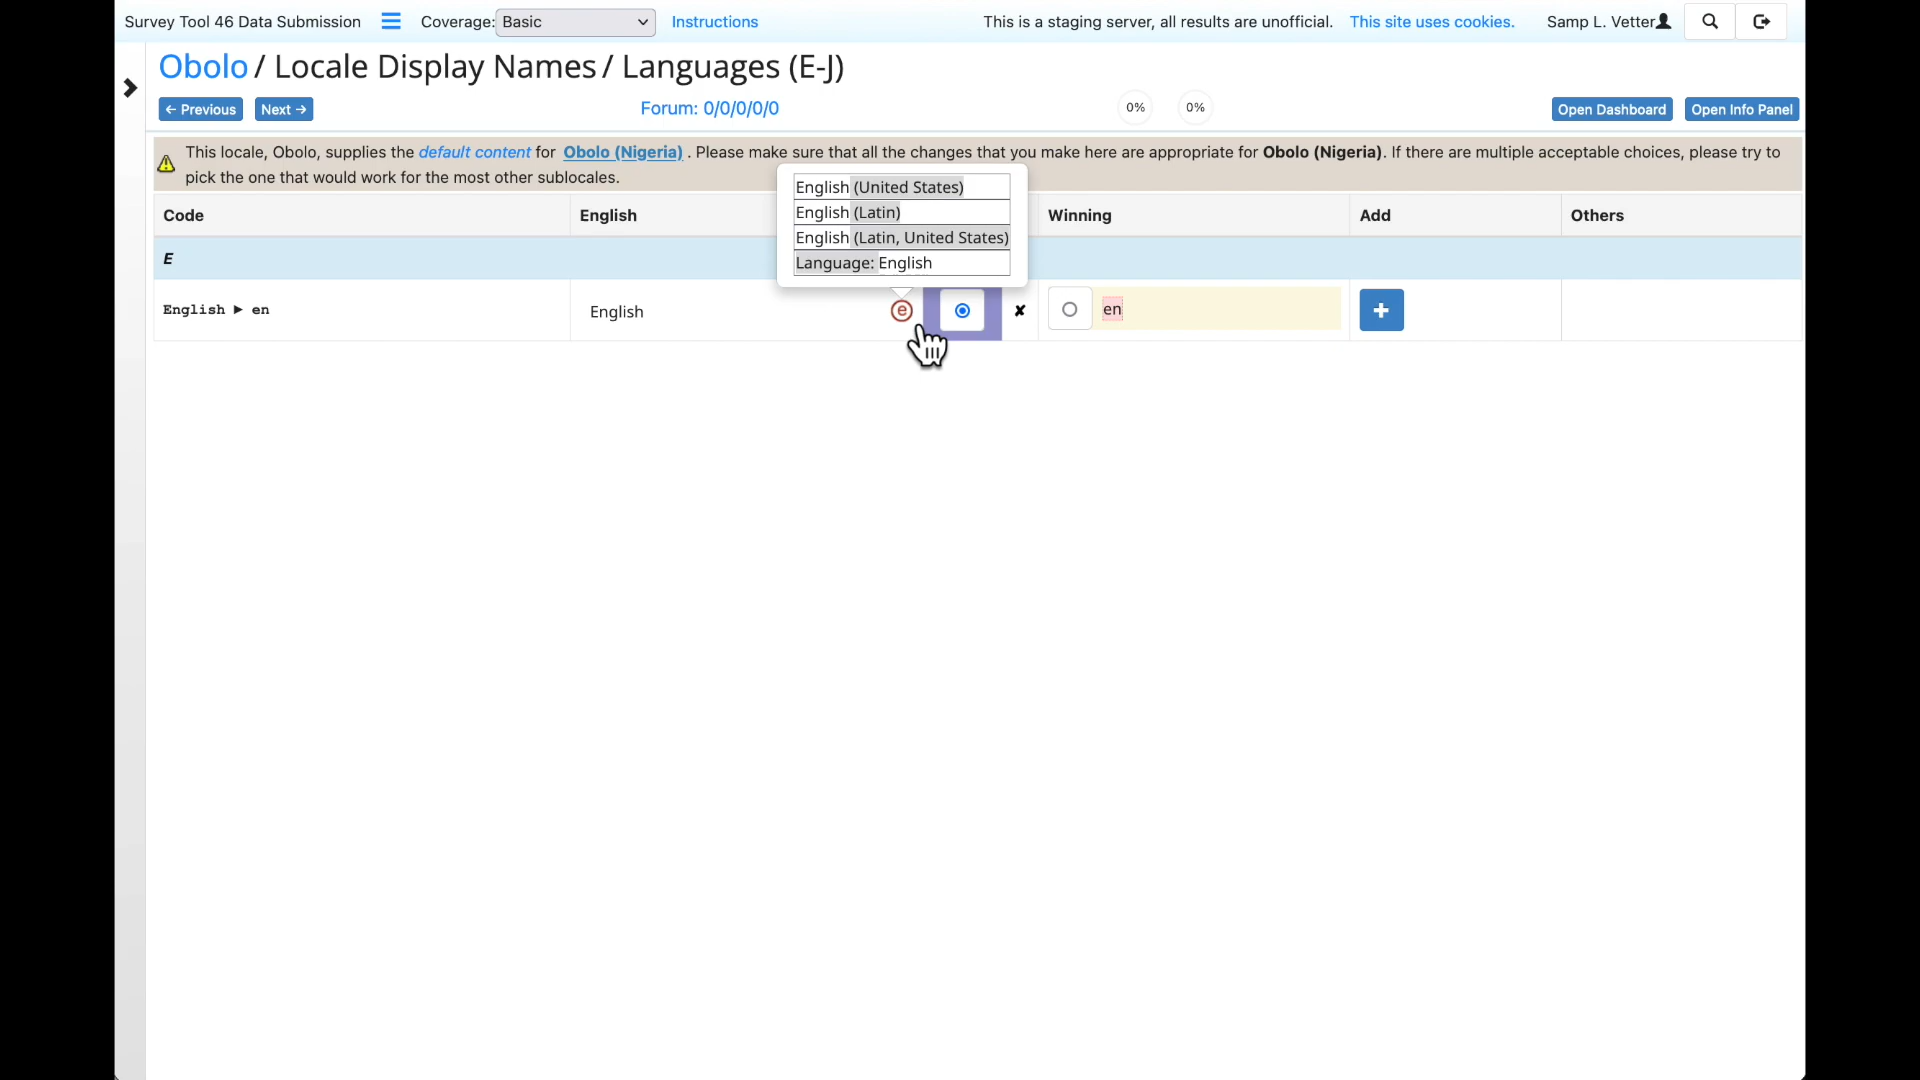 Survey Tool 46 Data Submission Coverage: Basic Instructions This is a staging server, all results are unofficial. This site uses cookies. Samp L. Vetter
Obolo / Locale Display Names / Languages (E-J)
← Previous Next → Forum: 0/0/0/0/0 0% 0% Open Dashboard Open Info Panel
This locale, Obolo, supplies the default content for Obolo (Nigeria) . Please make sure that all the changes that you make here are appropriate for Obolo (Nigeria). If there are multiple acceptable choices, please try to
pick the one that would work for the most other sublocales.
English (United States)
English (Latin)
English (Latin, United States)
Language: English
Code English Winning Add Others
E
English ► en English e ✘ en +